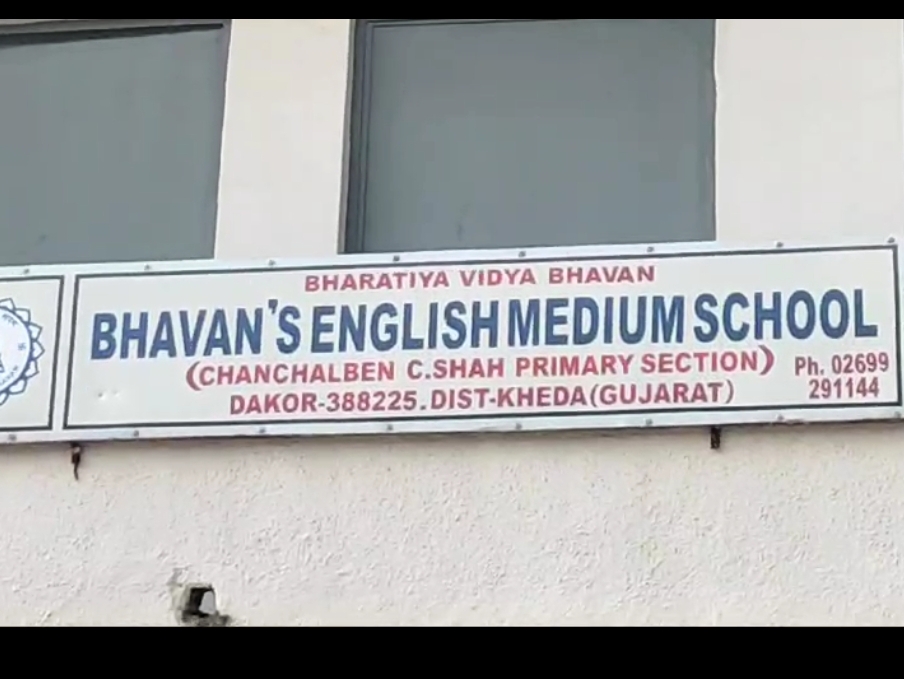 BHARATIYA VIDYA BHAVAN
BHAVAN'S ENGLISH MEDIUM SCHOOL
(CHANCHALBEN C.SHAH PRIMARY SECTION)
DAKOR-388225.DIST-KHEDA(GUJARAT)
Ph. 02699
291144